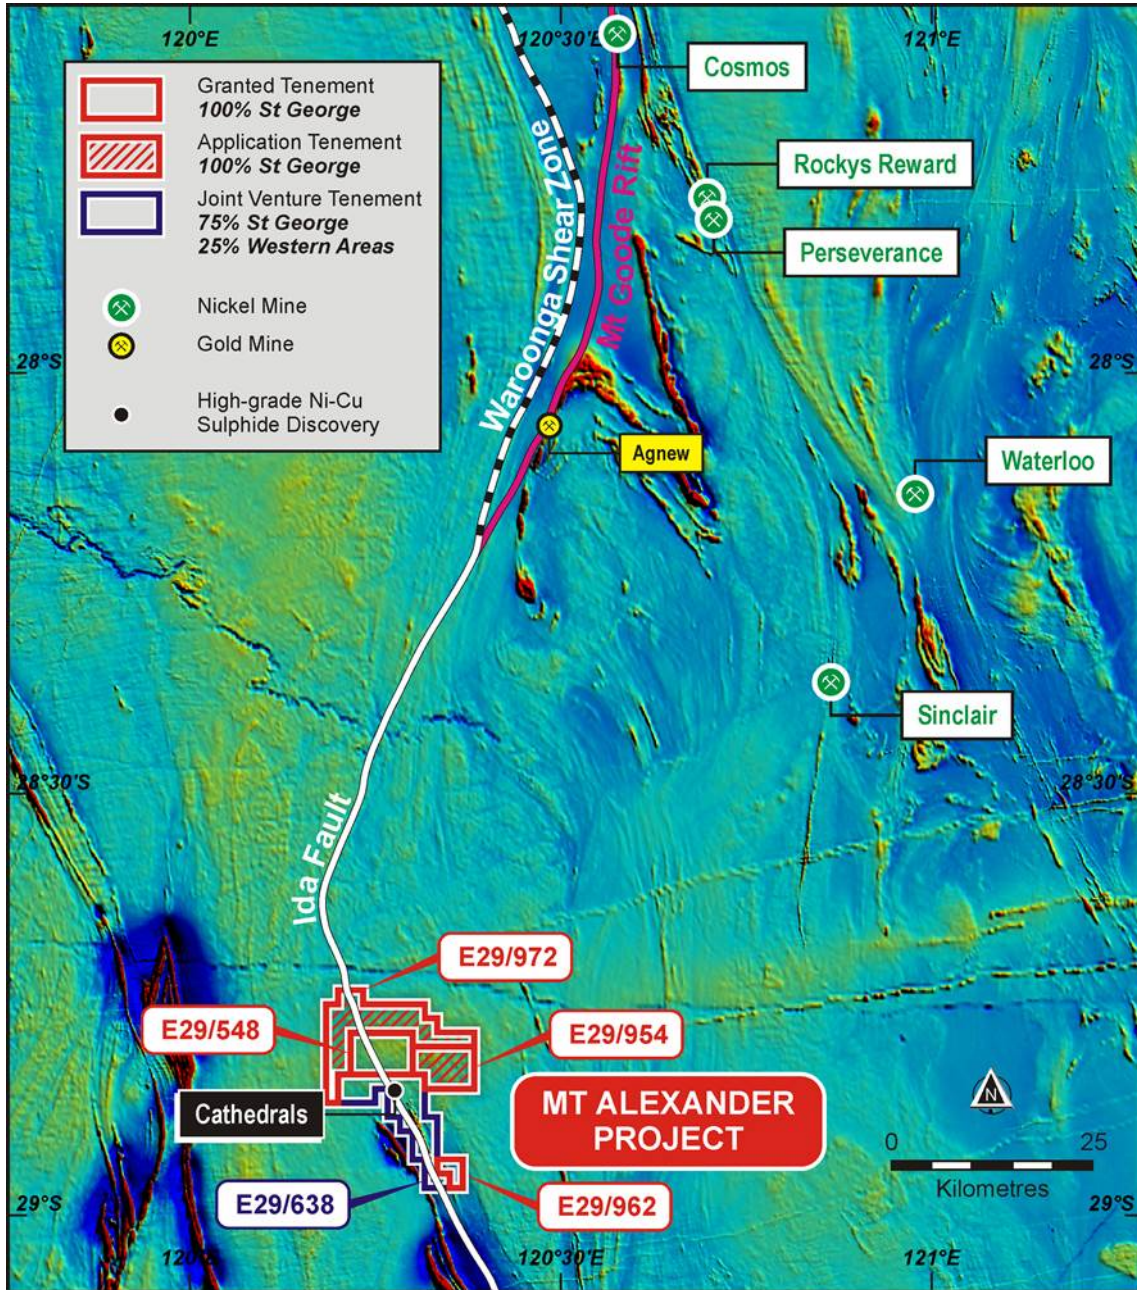 120°E
120°30'E
121°E
Granted Tenement
100% St George
Application Tenement
100% St George
Joint Venture Tenement
75% St George
25% Western Areas
Nickel Mine
Gold Mine
High-grade Ni-Cu
Sulphide Discovery
Cosmos
Rockys Reward
Perseverance
Waroonga Shear Zone
Mt Goode Rift
28°S
28°S
Agnew
Waterloo
Sinclair
28°30'S
28°30'S
Ida Fault
E29/972
E29/548
E29/954
Cathedrals
MT ALEXANDER
PROJECT
N
0 25
Kilometres
E29/638
E29/962
29°S
29°S
120°30'E
121°E